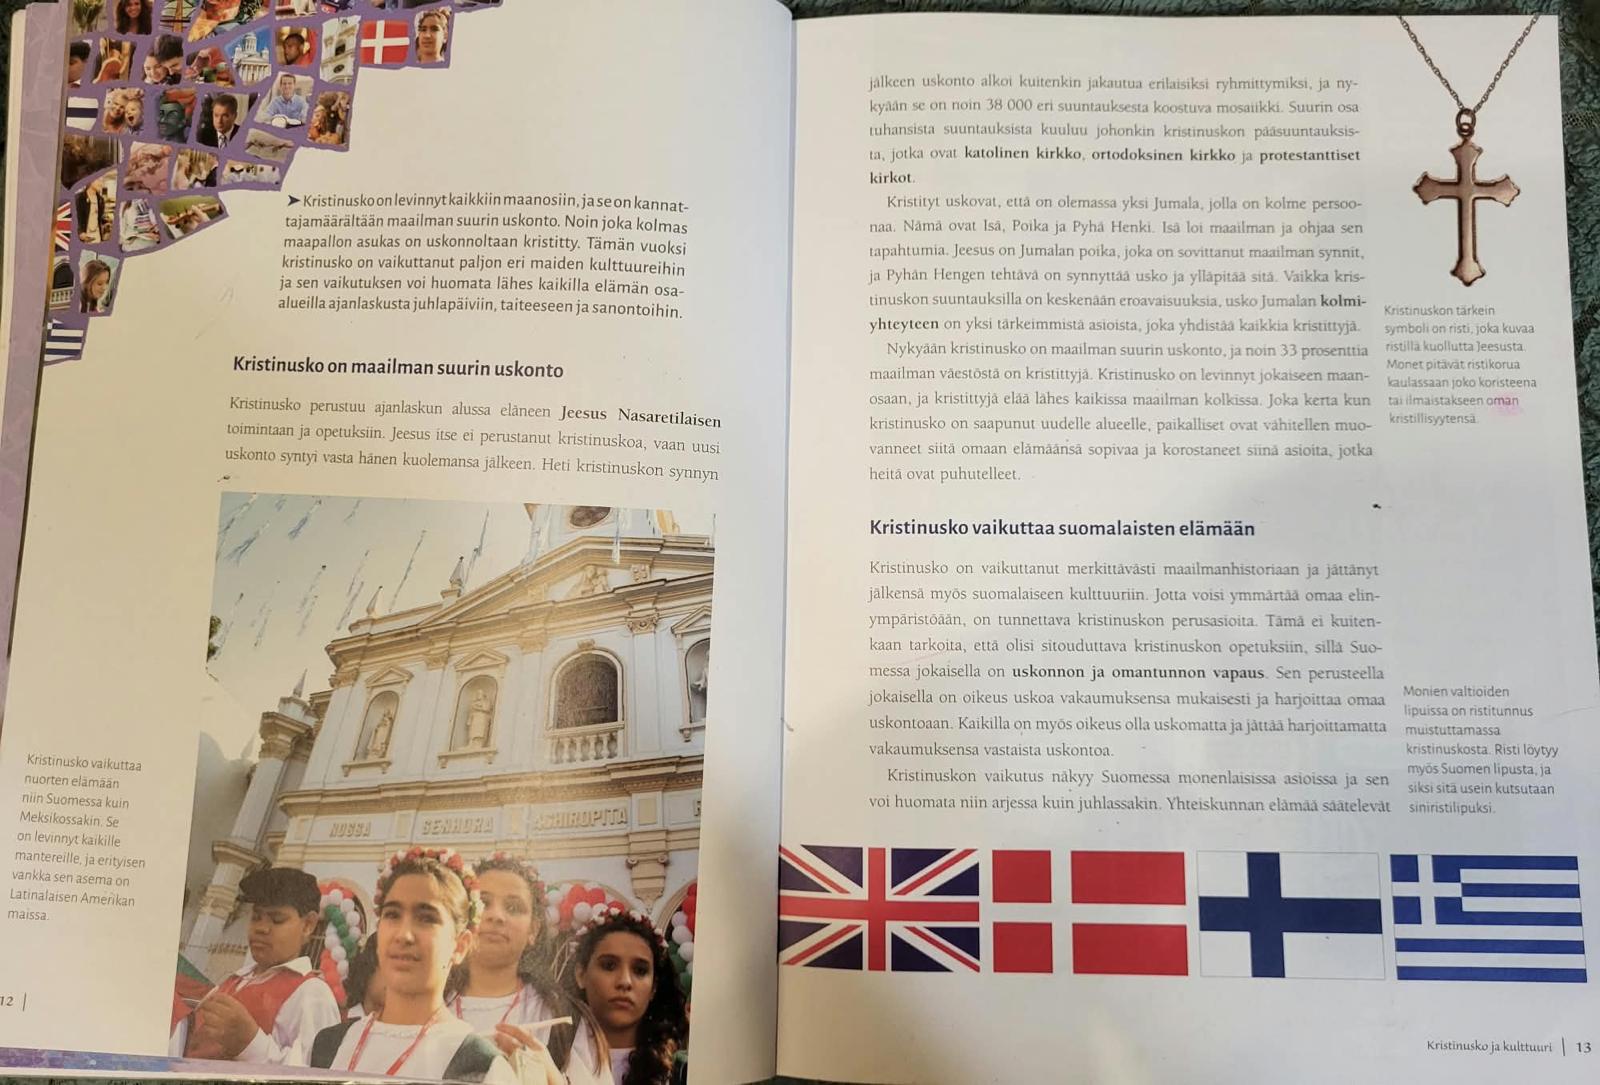 ➤ Kristinusko on levinnyt kaikkiin maanosiin, ja se on kannat-
tajamäärältään maailman suurin uskonto. Noin joka kolmas
maapallon asukas on uskonnoltaan kristitty. Tämän vuoksi
kristinusko on vaikuttanut paljon eri maiden kulttuureihin
ja sen vaikutuksen voi huomata lähes kaikilla elämän osa-
alueilla ajanlaskusta juhlapäiviin, taiteeseen ja sanontoihin.
Kristinusko on maailman suurin uskonto
Kristinusko perustuu ajanlaskun alussa eläneen Jeesus Nasaretilaisen
toimintaan ja opetuksiin. Jeesus itse ei perustanut kristinuskoa, vaan uusi
uskonto syntyi vasta hänen kuolemansa jälkeen. Heti kristinuskon synnyn
NOSSA SENHORA ACHIROPITA
Kristinusko vaikuttaa
nuorten elämään
niin Suomessa kuin
Meksikossakin. Se
on levinnyt kaikille
mantereille, ja erityisen
vankka sen asema on
Latinalaisen Amerikan
maissa.
12
jälkeen uskonto alkoi kuitenkin jakautua erilaisiksi ryhmittymiksi, ja ny-
kyään se on noin 38 000 eri suuntauksesta koostuva mosaiikki. Suurin osa
tuhansista suuntauksista kuuluu johonkin kristinuskon pääsuuntauksis-
ta, jotka ovat katolinen kirkko, ortodoksinen kirkko ja protestanttiset
kirkot.
Kristityt uskovat, että on olemassa yksi Jumala, jolla on kolme persoo-
naa. Nämä ovat Isä, Poika ja Pyhä Henki. Isä loi maailman ja ohjaa sen
tapahtumia. Jeesus on Jumalan poika, joka on sovittanut maailman synnit,
ja Pyhän Hengen tehtävä on synnyttää usko ja ylläpitää sitä. Vaikka kris-
tinuskon suuntauksilla on keskenään eroavaisuuksia, usko Jumalan kolmi-
yhteyteen on yksi tärkeimmistä asioista, joka yhdistää kaikkia kristittyjä.
Nykyään kristinusko on maailman suurin uskonto, ja noin 33 prosenttia
maailman väestöstä on kristittyjä. Kristinusko on levinnyt jokaiseen maan-
osaan, ja kristittyjä elää lähes kaikissa maailman kolkissa. Joka kerta kun
kristinusko on saapunut uudelle alueelle, paikalliset ovat vähitellen muo-
vanneet siitä omaan elämäänsä sopivaa ja korostaneet siinä asioita, jotka
heitä ovat puhutelleet.
Kristinuskon tärkein
symboli on risti, joka kuvaa
ristillä kuollutta Jeesusta.
Monet pitävät ristikorua
kaulassaan joko koristeena
tai ilmaistakseen oman
kristillisyytensä.
Kristinusko vaikuttaa suomalaisten elämään
Kristinusko on vaikuttanut merkittävästi maailmanhistoriaan ja jättänyt
jälkensä myös suomalaiseen kulttuuriin. Jotta voisi ymmärtää omaa elin-
ympäristöään, on tunnettava kristinuskon perusasioita. Tämä ei kuiten-
kaan tarkoita, että olisi sitouduttava kristinuskon opetuksiin, sillä Suo-
messa jokaisella on uskonnon ja omantunnon vapaus. Sen perusteella
jokaisella on oikeus uskoa vakaumuksensa mukaisesti ja harjoittaa omaa
uskontoaan. Kaikilla on myös oikeus olla uskomatta ja jättää harjoittamatta
vakaumuksensa vastaista uskontoa.
Kristinuskon vaikutus näkyy Suomessa monenlaisissa asioissa ja sen
voi huomata niin arjessa kuin juhlassakin. Yhteiskunnan elämää säätelevät
Monien valtioiden
lipuissa on ristitunnus
muistuttamassa
kristinuskosta. Risti löytyy
myös Suomen lipusta, ja
siksi sitä usein kutsutaan
siniristilipuksi.
Kristinusko ja kulttuuri | 13